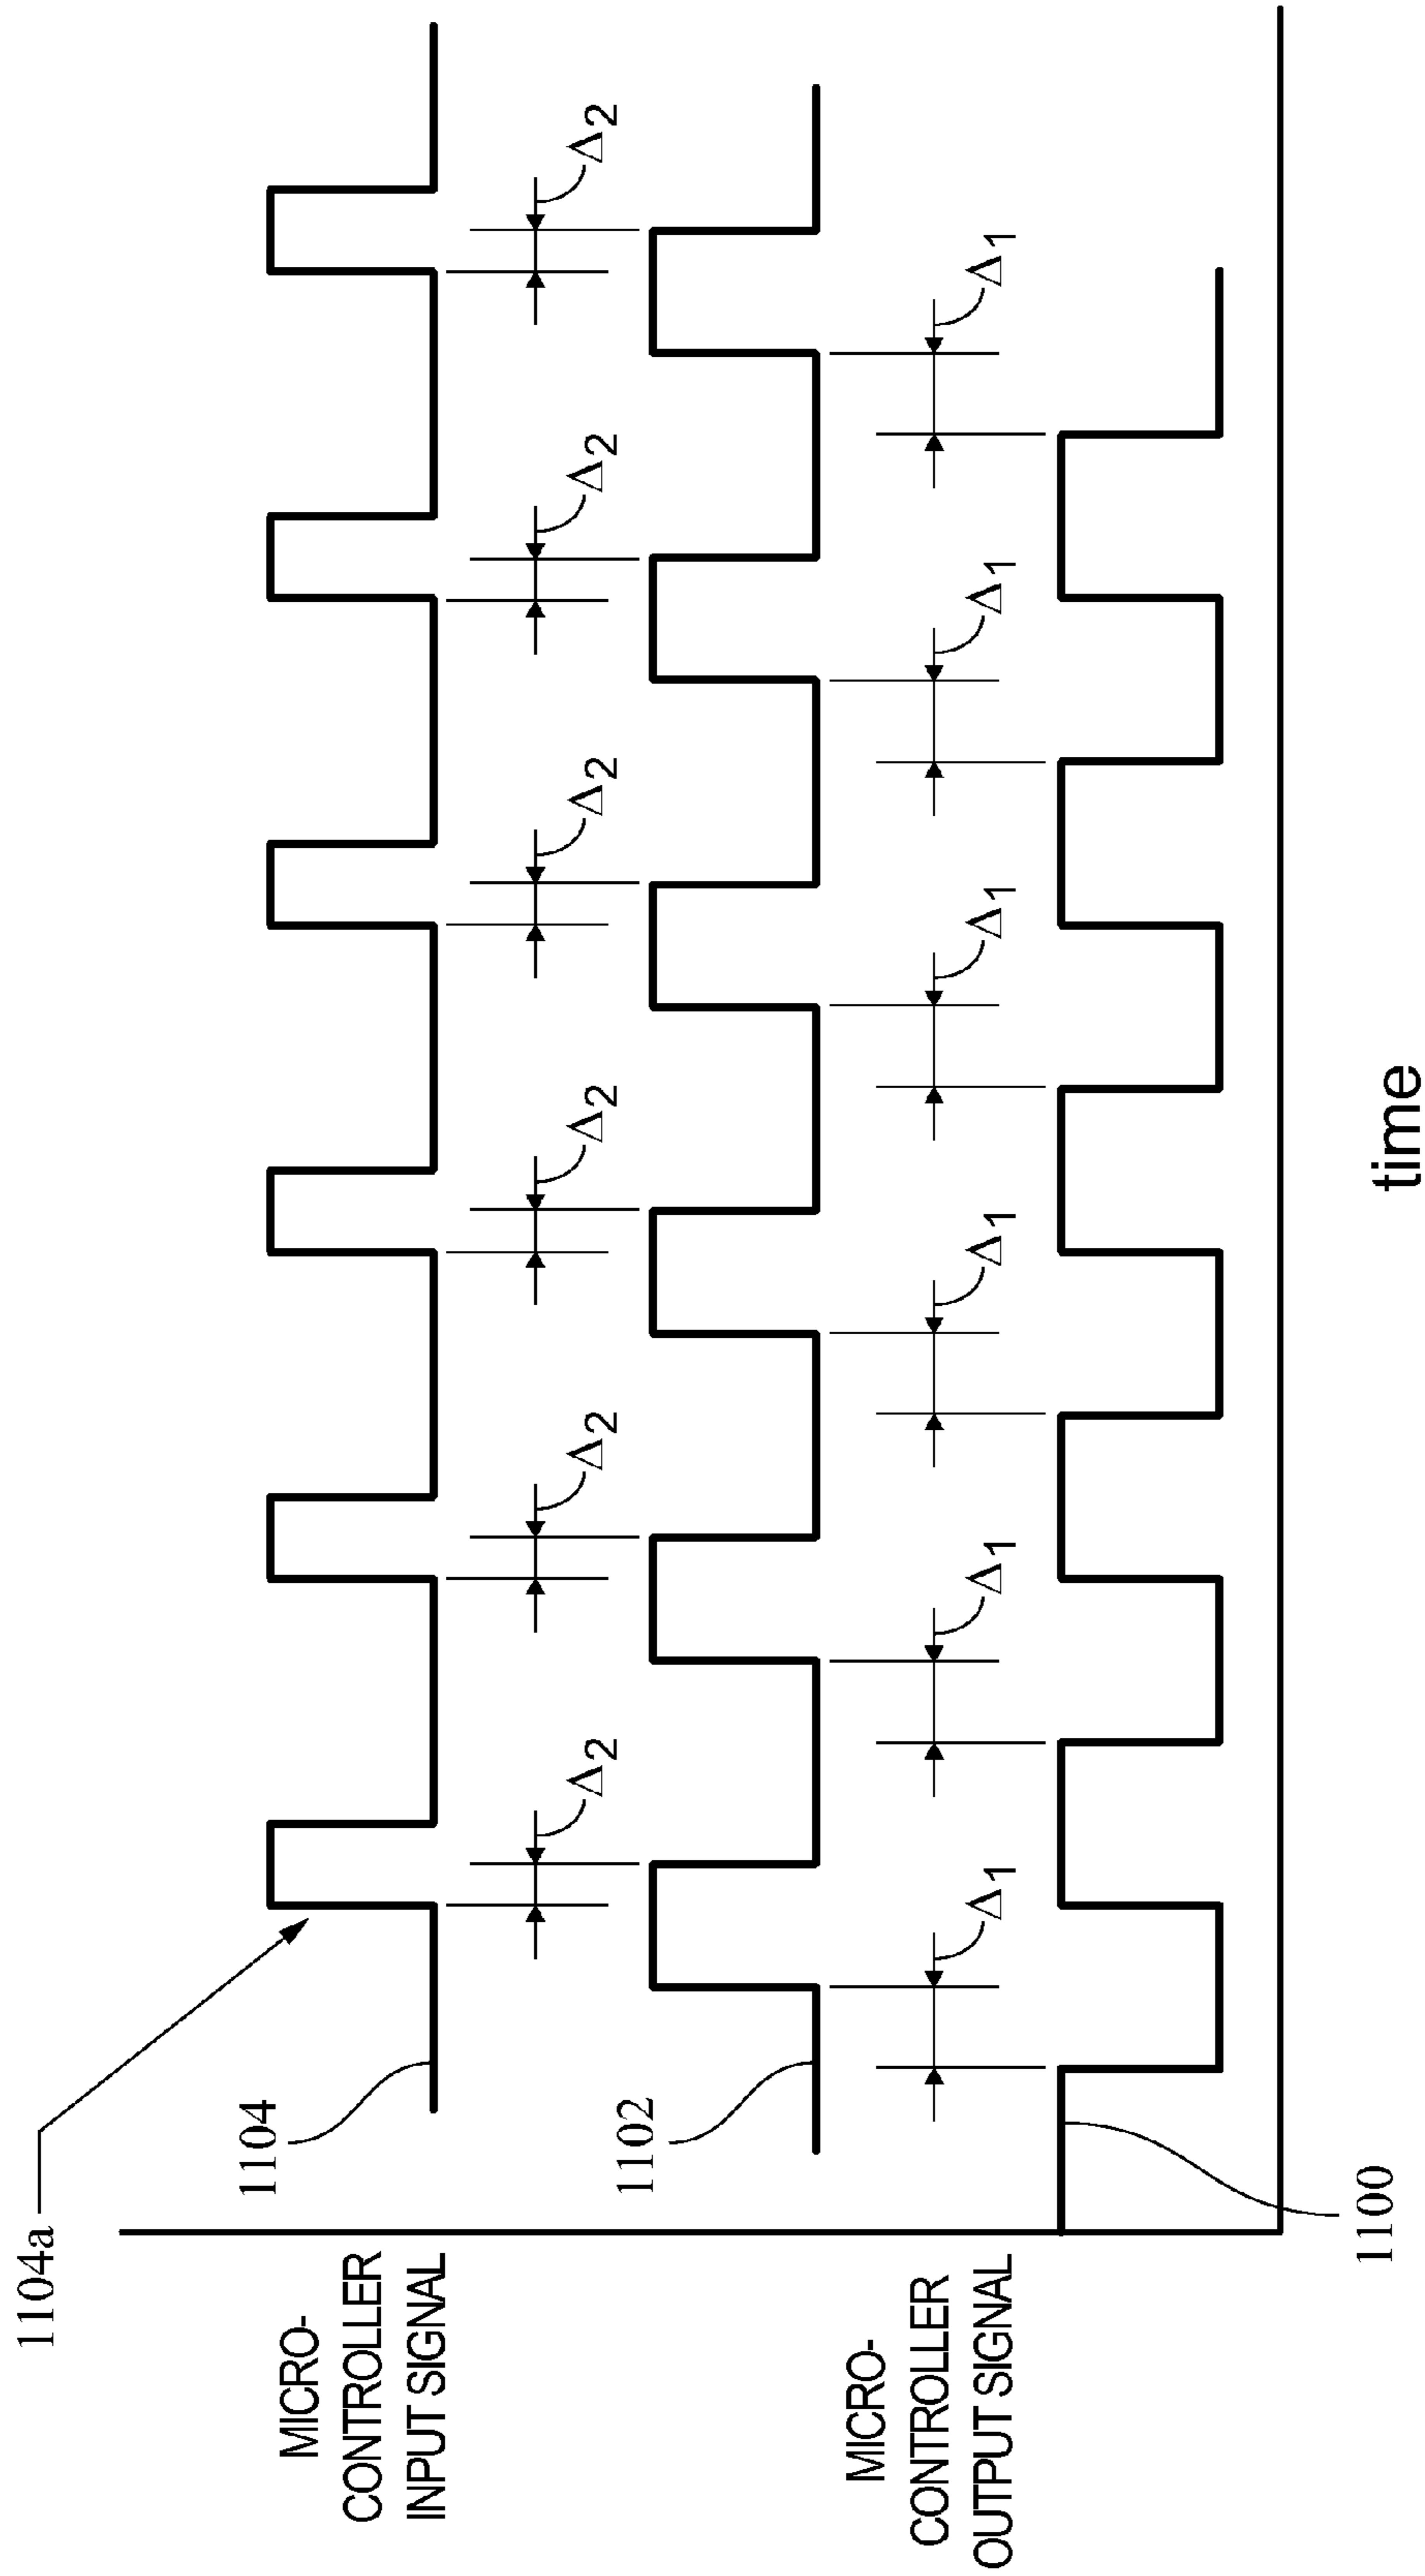 1104a
MICRO-
CONTROLLER
INPUT SIGNAL
1104
Δ2 Δ2 Δ2 Δ2 Δ2 Δ2
1102
Δ1 Δ1 Δ1 Δ1 Δ1 Δ1
MICRO-
CONTROLLER
OUTPUT SIGNAL
1100
time